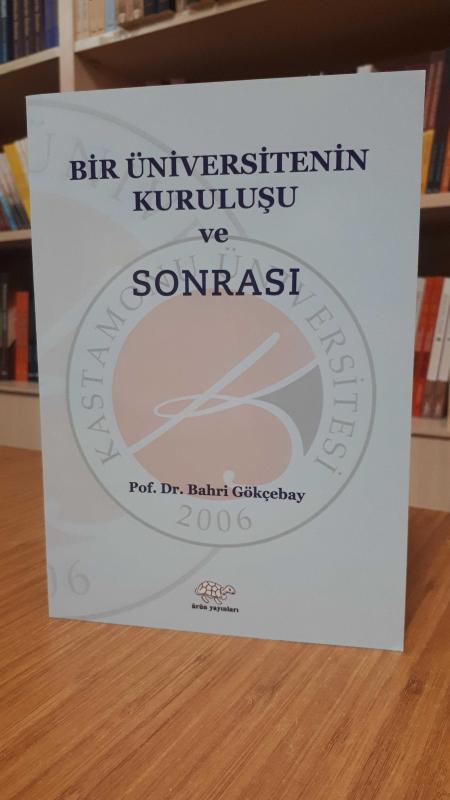 BİR ÜNİVERSİTENİN
KURULUŞU
ve
SONRASI
KASTAMONU ÜNİVERSİTESİ
Pof. Dr. Bahri Gökçebay
2006
ürün yayınları